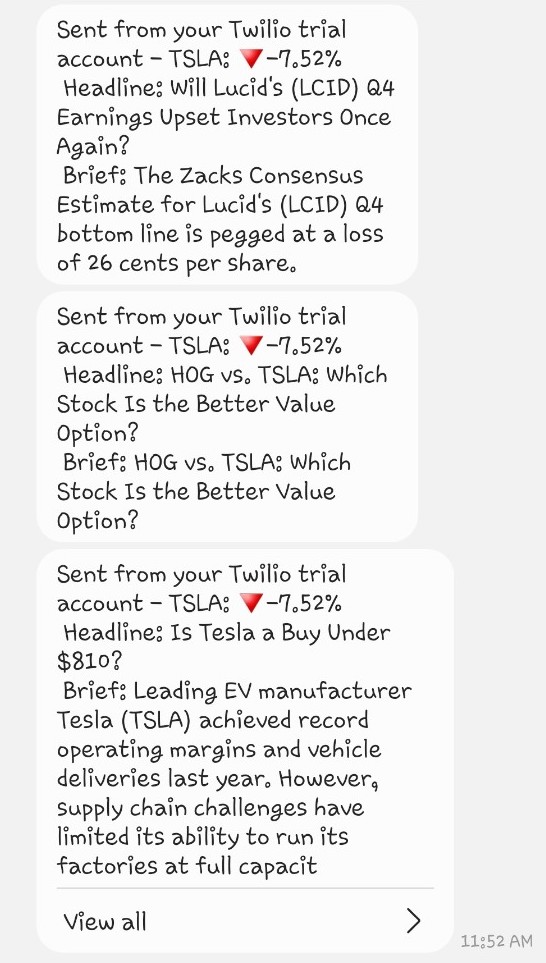 Sent from your Twilio trial
account - TSLA: 🔻-7.52%
Headline: Will Lucid's (LCID) Q4
Earnings Upset Investors Once
Again?
Brief: The Zacks Consensus
Estimate for Lucid's (LCID) Q4
bottom line is pegged at a loss
of 26 cents per share.
Sent from your Twilio trial
account - TSLA: 🔻-7.52%
Headline: HOG vs. TSLA: Which
Stock Is the Better Value
Option?
Brief: HOG vs. TSLA: Which
Stock Is the Better Value
Option?
Sent from your Twilio trial
account - TSLA: 🔻-7.52%
Headline: Is Tesla a Buy Under
$810?
Brief: Leading EV manufacturer
Tesla (TSLA) achieved record
operating margins and vehicle
deliveries last year. However,
supply chain challenges have
limited its ability to run its
factories at full capacit
View all
11:52 AM